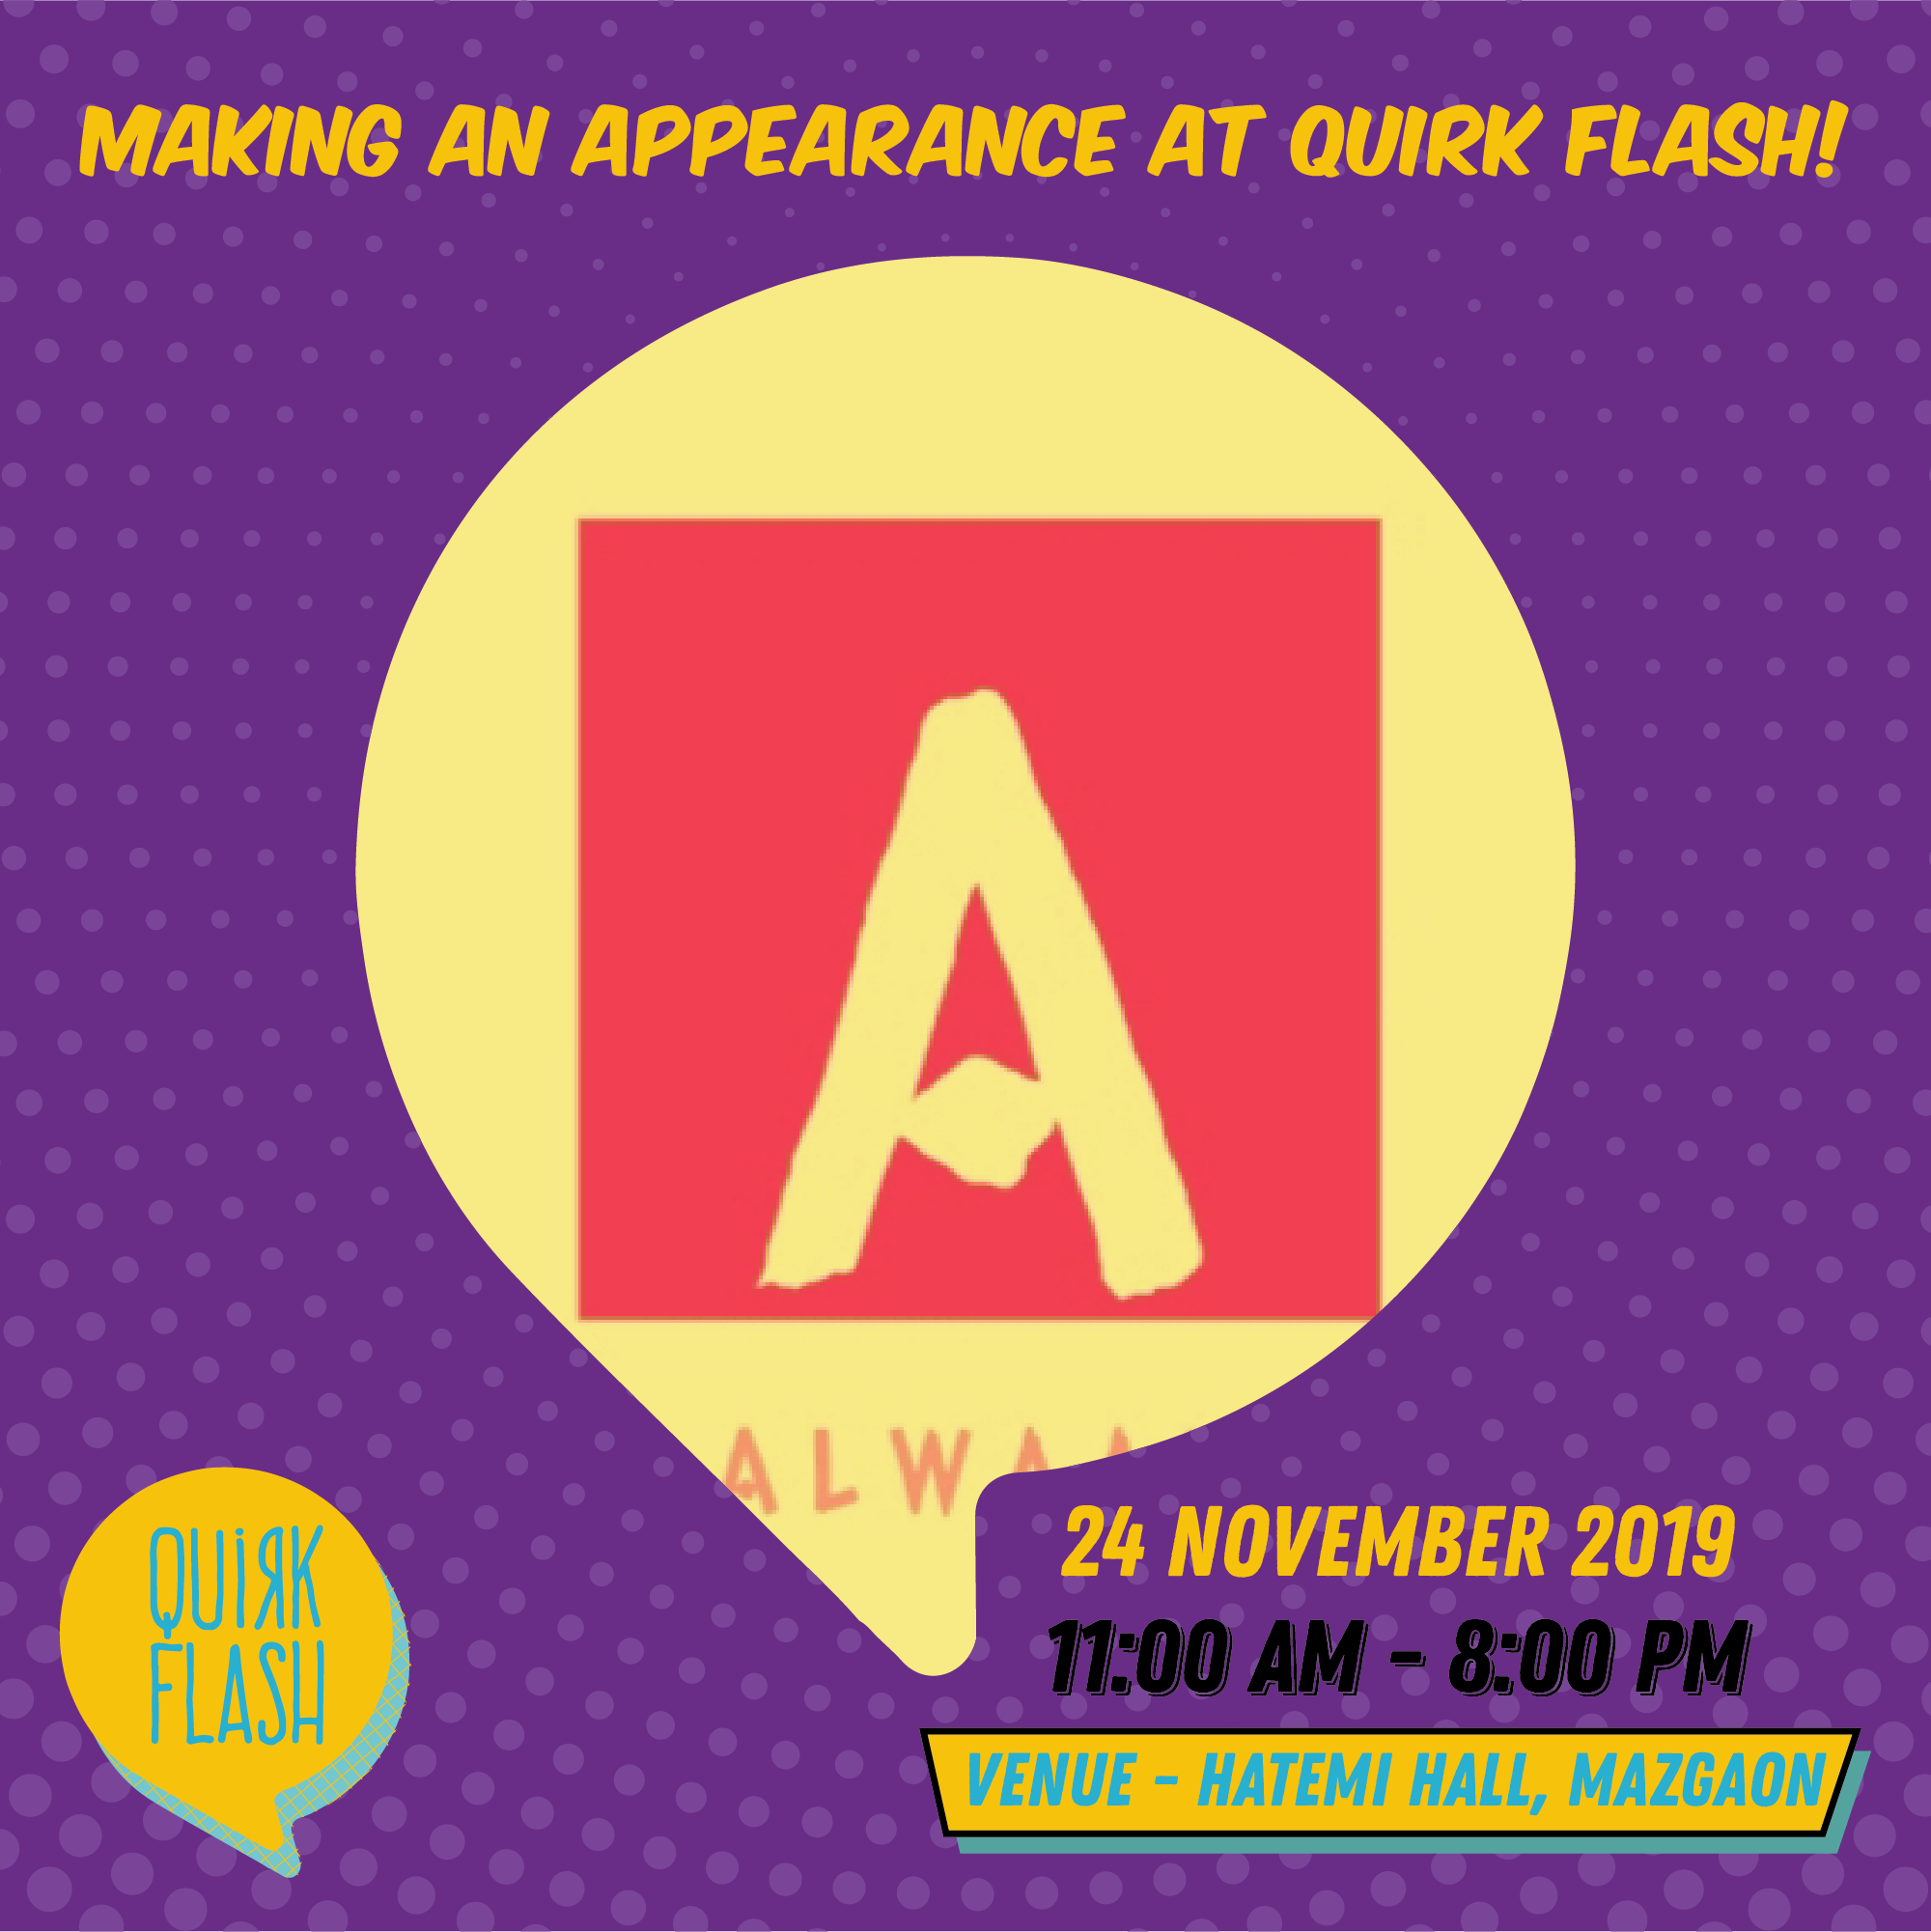 MAKING AN APPEARANCE AT QUIRK FLASH!
A
ALWA
24 NOVEMBER 2019
11:00 AM - 8:00 PM
VENUE - HATEMI HALL, MAZGAON
QUiRK
FLASH